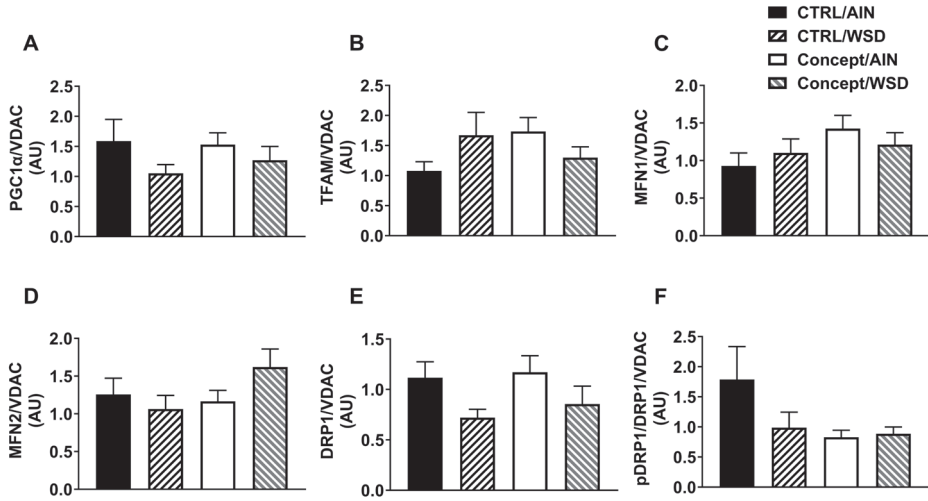 CTRL/AIN
CTRL/WSD
Concept/AIN
Concept/WSD
A
PGC1α/VDAC
(AU)
2.5
2.0
1.5
1.0
0.5
0.0
B
TFAM/VDAC
(AU)
2.5
2.0
1.5
1.0
0.5
0.0
C
MFN1/VDAC
(AU)
2.0
1.5
1.0
0.5
0.0
D
MFN2/VDAC
(AU)
2.0
1.5
1.0
0.5
0.0
E
DRP1/VDAC
(AU)
1.5
1.0
0.5
0.0
F
pDRP1/DRP1/VDAC
(AU)
2.5
2.0
1.5
1.0
0.5
0.0